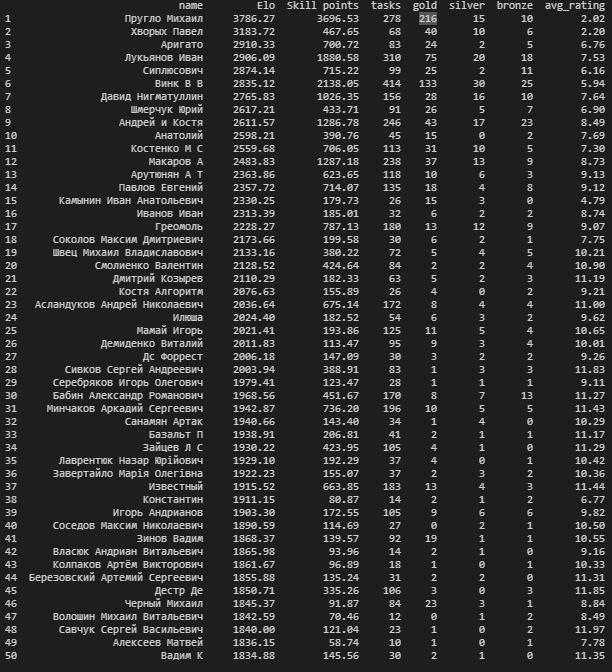 name Elo Skill points tasks gold silver bronze avg_rating
1 Пругло Михаил 3786.27 3696.53 278 216 15 10 2.02
2 Хворых Павел 3183.72 467.65 68 40 10 6 2.20
3 Аригато 2910.33 700.72 83 24 2 5 6.76
4 Лукьянов Иван 2906.09 1880.58 310 75 20 18 7.53
5 Сиплюсович 2874.14 715.22 99 25 2 11 6.16
6 Винк В В 2835.12 2138.05 414 133 30 25 5.94
7 Давид Нигматуллин 2765.83 1026.35 156 28 16 10 7.64
8 Шмерчук Юрий 2617.21 433.71 91 26 5 7 6.90
9 Андрей и Костя 2611.57 1286.78 246 43 17 23 8.49
10 Анатолий 2598.21 390.76 45 15 0 2 7.69
11 Костенко М С 2559.68 706.05 113 31 10 5 7.30
12 Макаров А 2483.83 1287.18 238 37 13 9 8.73
13 Арутюнян А Т 2363.86 623.65 118 10 6 3 9.13
14 Павлов Евгений 2357.72 714.07 135 18 4 8 9.12
15 Камынин Иван Анатольевич 2330.25 179.73 26 15 3 0 4.79
16 Иванов Иван 2313.39 185.01 32 6 2 2 8.74
17 Греомоль 2228.27 787.13 180 13 12 9 9.07
18 Соколов Максим Дмитриевич 2173.66 199.58 30 6 2 1 7.75
19 Швец Михаил Владиславович 2133.16 380.22 72 5 4 5 10.21
20 Смолиенко Валентин 2128.52 424.64 84 2 2 4 10.90
21 Дмитрий Козырев 2110.29 182.33 63 5 2 3 11.19
22 Костя Алгоритм 2076.63 155.89 26 4 0 2 9.21
23 Асландуков Андрей Николаевич 2036.64 675.14 172 8 4 4 11.00
24 Илюша 2024.40 182.52 54 6 3 2 9.62
25 Мамай Игорь 2021.41 193.86 125 11 5 4 10.65
26 Демиденко Виталий 2011.83 113.47 95 9 3 4 10.01
27 Дс Форрест 2006.18 147.09 30 3 2 2 9.26
28 Сивков Сергей Андреевич 2003.94 388.91 83 1 3 3 11.83
29 Серебряков Игорь Олегович 1979.41 123.47 28 1 1 1 9.11
30 Бабин Александр Романович 1968.56 451.67 170 8 7 13 11.27
31 Минчаков Аркадий Сергеевич 1942.87 736.20 196 10 5 5 11.43
32 Санамян Артак 1940.66 143.40 34 1 4 0 10.29
33 Базальт П 1938.91 206.81 41 2 1 1 11.17
34 Зайцев Л С 1930.22 423.95 105 4 1 0 11.29
35 Лаврентюк Назар Юрійович 1929.10 192.29 37 4 0 1 10.42
36 Завертайло Марія Олегівна 1922.23 155.07 37 2 3 2 10.36
37 Известный 1915.52 663.85 183 13 4 3 11.44
38 Константин 1911.15 80.87 14 2 1 2 6.77
39 Игорь Андрианов 1903.30 172.55 105 9 6 6 9.82
40 Соседов Максим Николаевич 1890.59 114.69 27 0 2 1 10.50
41 Зинов Вадим 1868.37 139.57 92 19 1 1 10.55
42 Власюк Андриан Витальевич 1865.98 93.96 14 2 1 0 9.16
43 Колпаков Артём Викторович 1861.67 96.89 18 1 0 1 10.33
44 Березовский Артемий Сергеевич 1855.88 135.24 31 2 2 0 11.31
45 Дестр Де 1850.71 335.26 106 3 0 3 11.85
46 Черный Михаил 1845.37 91.87 84 23 3 1 8.84
47 Волошин Михаил Витальевич 1842.59 70.46 12 0 1 2 8.49
48 Савчук Сергей Васильевич 1840.00 121.04 23 1 0 2 11.97
49 Алексеев Матвей 1836.15 58.74 10 1 1 0 7.78
50 Вадим К 1834.88 145.56 30 2 1 0 11.35